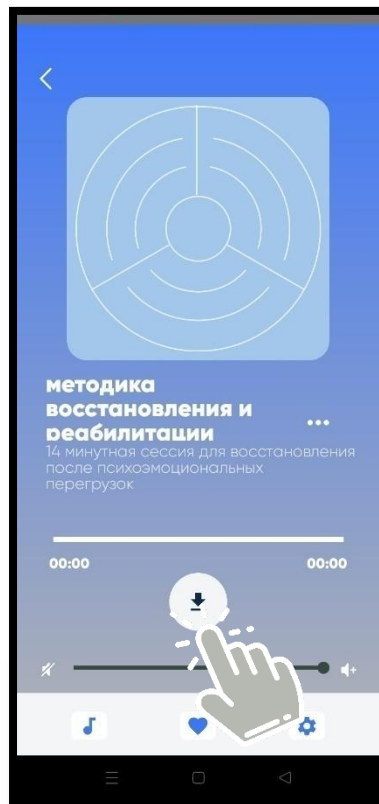 методика
восстановления и
реабилитации
14 минутная сессия для восстановления
после психоэмоциональных
перегрузок
00:00 00:00